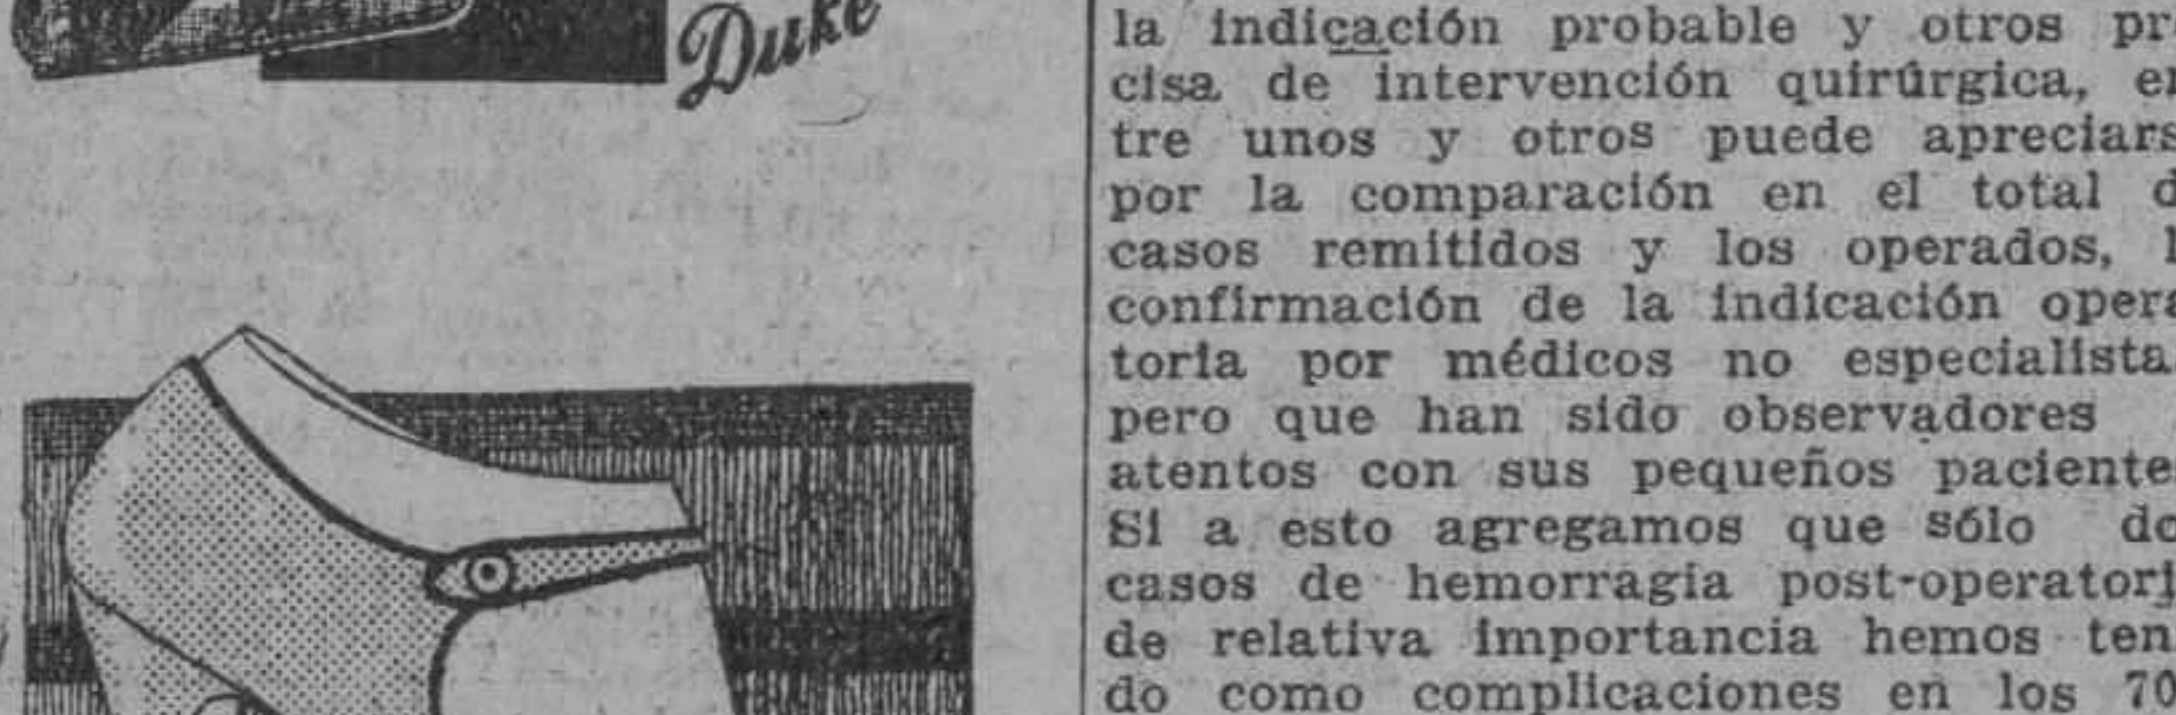 Duke
la indicación probable y otros pr
cisa de intervención quirúrgica, en
tre unos y otros puede apreciars
por la comparación en el total d
casos remitidos y los operados, l
confirmación de la indicación opera
toria por médicos no especialista
pero que han sido observadores
atentos con sus pequeños paciente
Si a esto agregamos que sólo do
casos de hemorragia post-operatori
de relativa importancia hemos teni
do como complicaciones en los 70